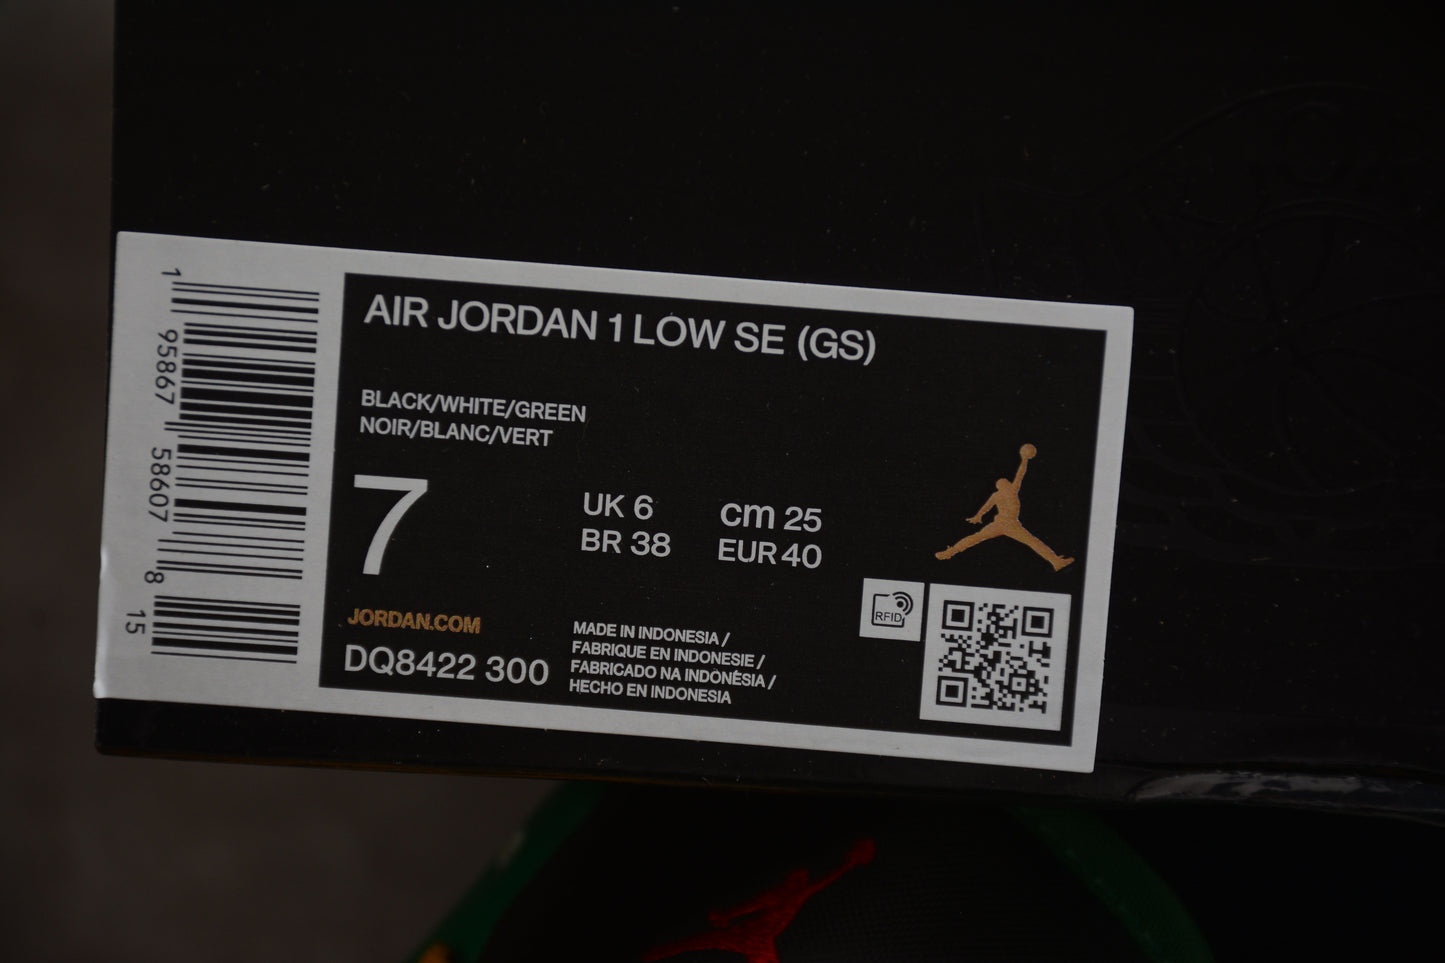 AIR JORDAN 1 LOW SE (GS)
BLACK/WHITE/GREEN
NOIR/BLANC/VERT
7
UK 6
cm 25
BR 38
EUR 40
JORDAN.COM
DQ8422 300
MADE IN INDONESIA /
FABRIQUE EN INDONESIE /
FABRICADO NA INDONÉSIA /
HECHO EN INDONESIA
RFID
1 95867 58607 8 15